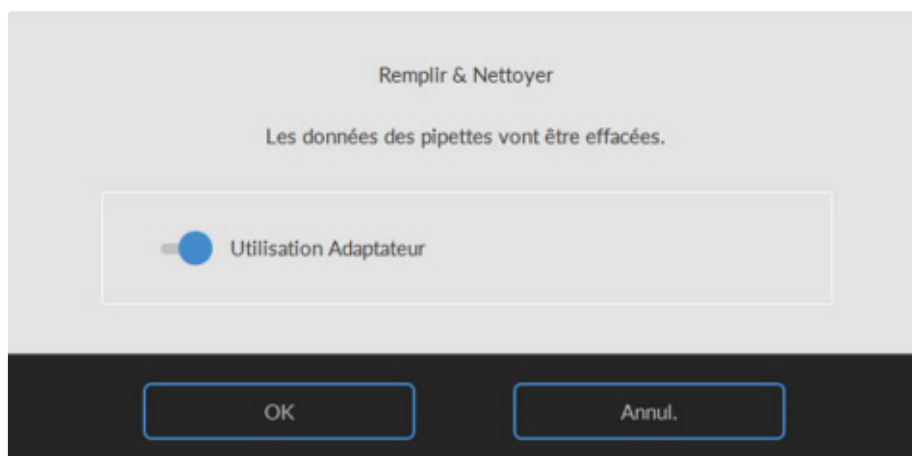 Remplir & Nettoyer
Les données des pipettes vont être effacées.
Utilisation Adaptateur
OK
Annul.